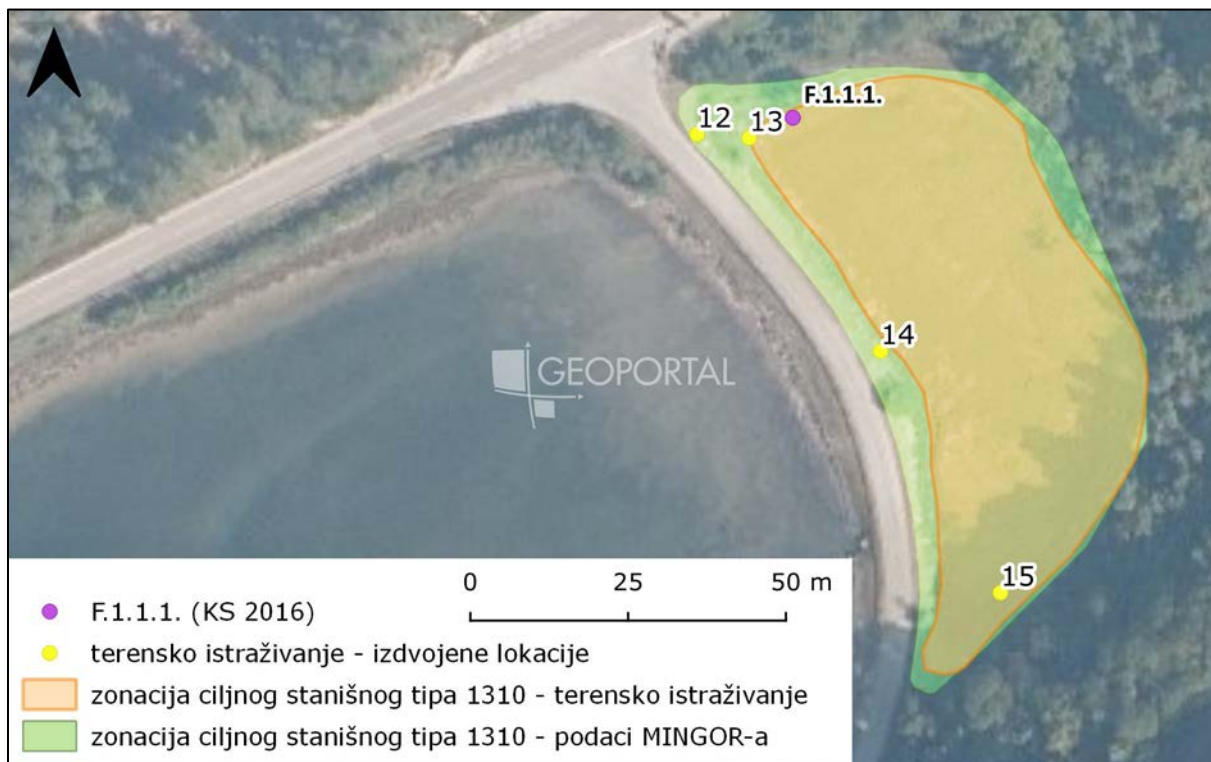 F.1.1.1.
12
13
14
GEOPORTAL
15
0 25 50 m
F.1.1.1. (KS 2016)
terensko istraživanje - izdvojene lokacije
zonacija ciljnog stanišnog tipa 1310 - terensko istraživanje
zonacija ciljnog stanišnog tipa 1310 - podaci MINGOR-a